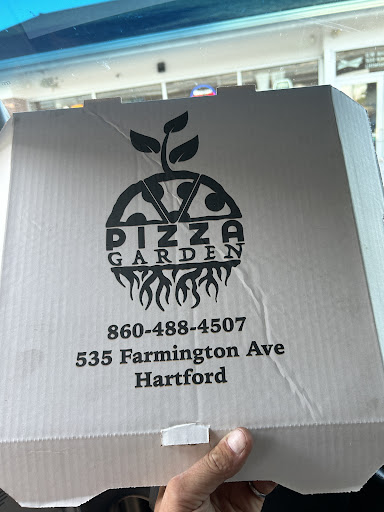 PIZZA
GARDEN
860-488-4507
535 Farmington Ave
Hartford